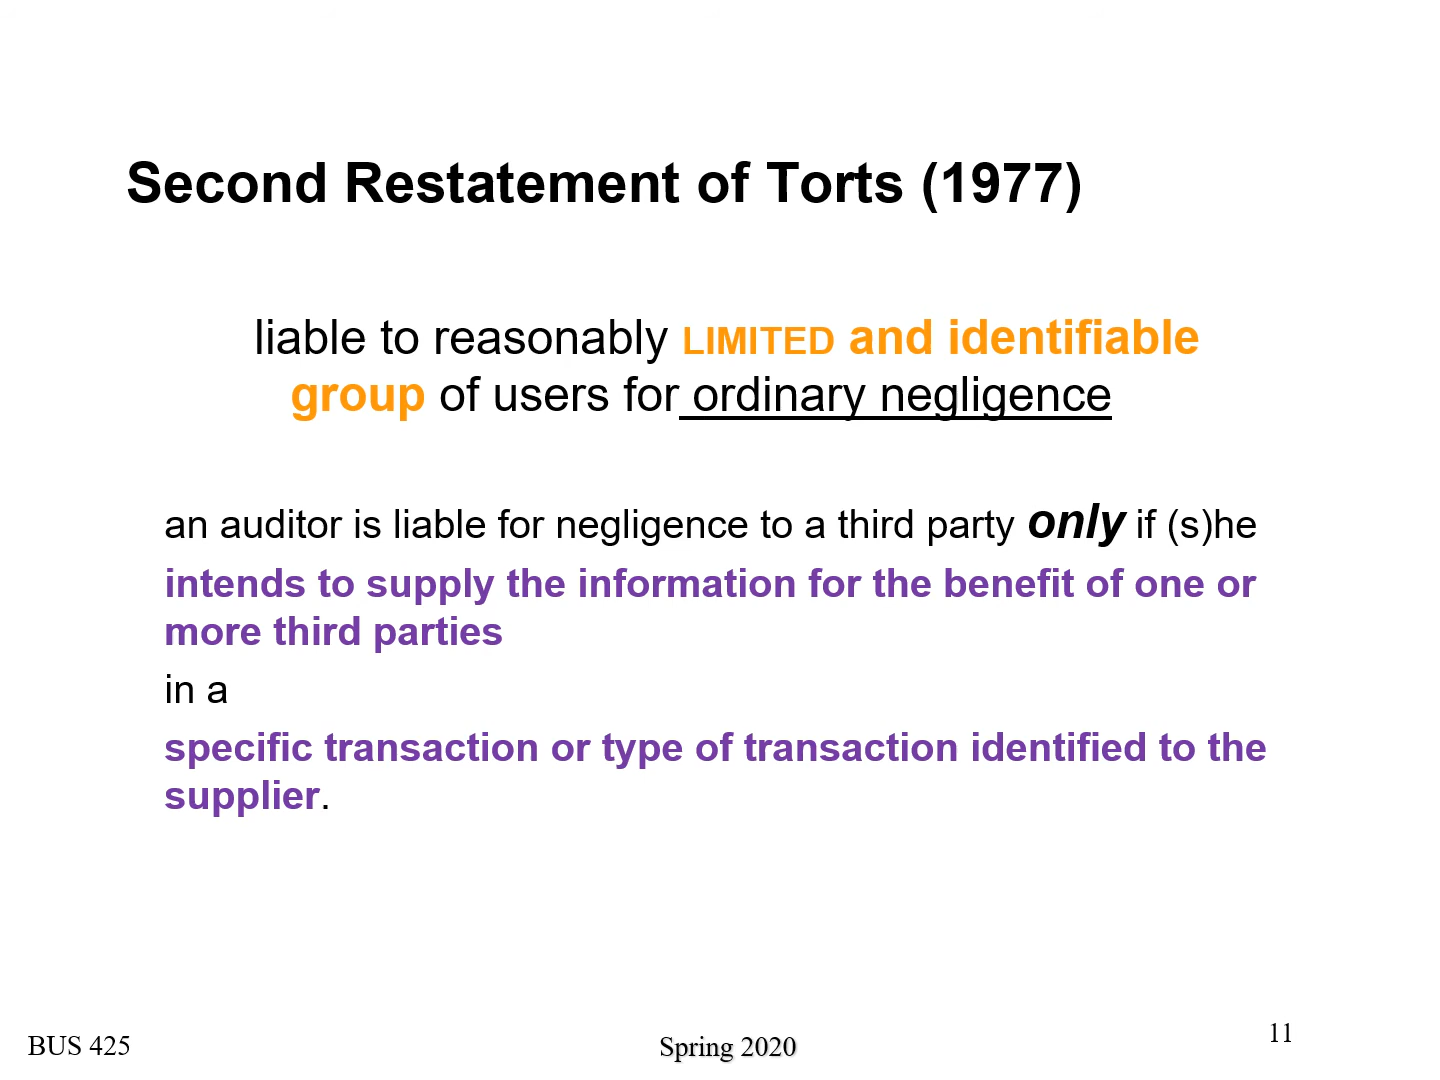 Second Restatement of Torts (1977)
liable to reasonably LIMITED and identifiable
group of users for ordinary negligence
an auditor is liable for negligence to a third party only if (s)he
intends to supply the information for the benefit of one or
more third parties
in a
specific transaction or type of transaction identified to the
supplier.
BUS 425
Spring 2020
11